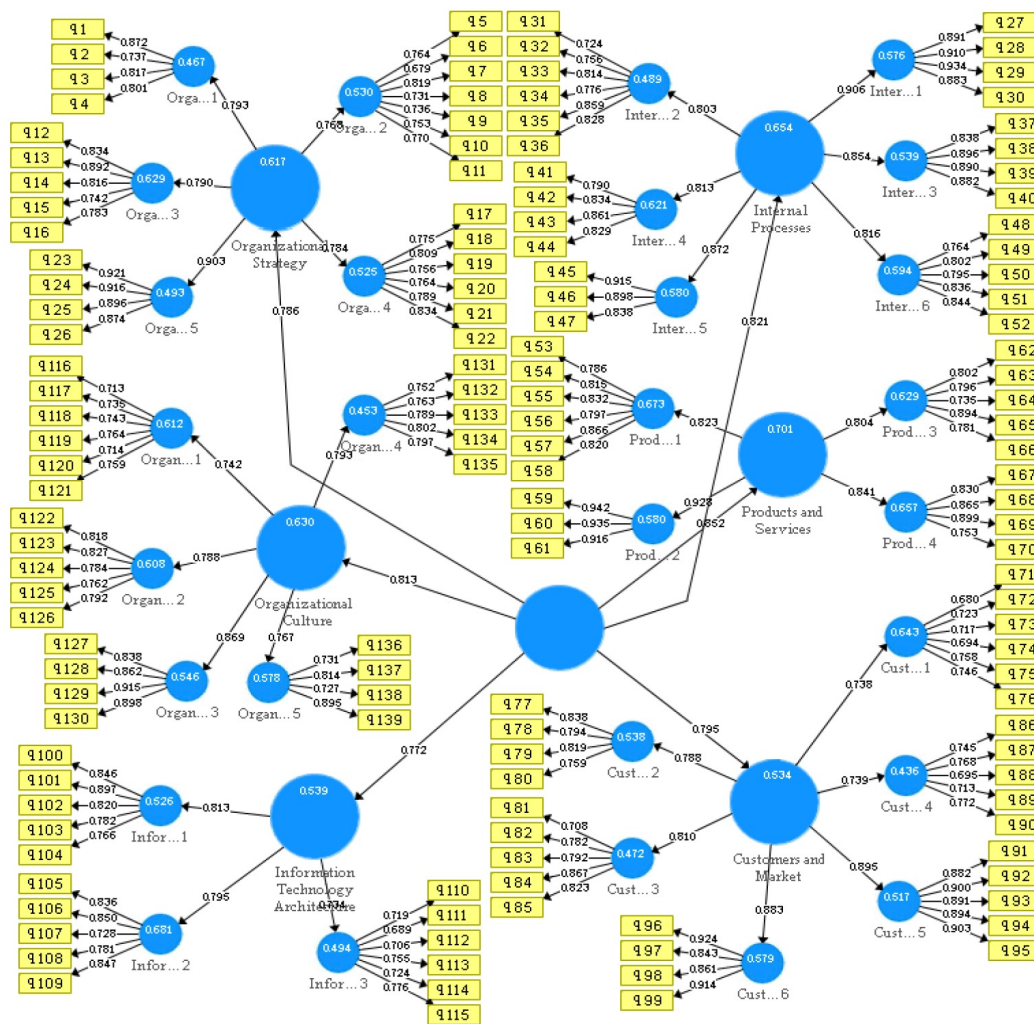 q1
q2
q3
q4
0.872
0.737
0.817
0.801
0.467
Orga...1
0.793
q5
q6
q7
q8
q9
q10
q11
0.764
0.679
0.819
0.731
0.736
0.753
0.770
0.530
Orga...2
0.768
q12
q13
q14
q15
q16
0.834
0.892
0.816
0.742
0.783
0.629
Orga...3
0.790
0.617
Organizational
Strategy
q17
q18
q19
q20
q21
q22
0.775
0.809
0.756
0.764
0.789
0.834
0.525
Orga...4
0.784
q23
q24
q25
q26
0.921
0.916
0.896
0.874
0.493
Orga...5
0.903
0.786
q31
q32
q33
q34
q35
q36
0.724
0.756
0.814
0.776
0.859
0.828
0.489
Inter...2
0.803
q27
q28
q29
q30
0.891
0.910
0.934
0.883
0.576
Inter...1
0.906
0.654
Internal
Processes
q37
q38
q39
q40
0.838
0.896
0.890
0.882
0.539
Inter...3
0.854
q41
q42
q43
q44
0.790
0.834
0.861
0.829
0.621
Inter...4
0.813
q45
q46
q47
0.915
0.898
0.838
0.580
Inter...5
0.872
q48
q49
q50
q51
q52
0.764
0.802
0.795
0.836
0.844
0.594
Inter...6
0.816
0.821
q53
q54
q55
q56
q57
q58
0.786
0.815
0.832
0.797
0.866
0.820
0.673
Prod...1
0.823
0.701
Products and
Services
q59
q60
q61
0.942
0.935
0.916
0.580
Prod...2
0.928
q62
q63
q64
q65
q66
0.802
0.796
0.735
0.894
0.781
0.629
Prod...3
0.804
q67
q68
q69
q70
0.830
0.865
0.899
0.753
0.657
Prod...4
0.841
0.852
q116
q117
q118
q119
q120
q121
0.713
0.735
0.743
0.764
0.714
0.759
0.612
Organ...1
0.742
q131
q132
q133
q134
q135
0.752
0.763
0.789
0.802
0.797
0.453
Organ...4
0.793
0.630
Organizational
Culture
q122
q123
q124
q125
q126
0.818
0.827
0.784
0.762
0.792
0.608
Organ...2
0.788
q127
q128
q129
q130
0.838
0.862
0.915
0.898
0.546
Organ...3
0.869
q136
q137
q138
q139
0.731
0.814
0.727
0.895
0.578
Organ...5
0.767
0.813
q71
q72
q73
q74
q75
q76
0.680
0.723
0.717
0.694
0.758
0.746
0.643
Cust...1
0.738
q77
q78
q79
q80
0.838
0.794
0.819
0.759
0.538
Cust...2
0.788
0.795
0.534
Customers and
Market
q81
q82
q83
q84
q85
0.708
0.782
0.792
0.867
0.823
0.472
Cust...3
0.810
q86
q87
q88
q89
q90
0.745
0.768
0.695
0.713
0.772
0.436
Cust...4
0.739
q91
q92
q93
q94
q95
0.882
0.900
0.891
0.894
0.903
0.517
Cust...5
0.895
q96
q97
q98
q99
0.924
0.843
0.861
0.914
0.579
Cust...6
0.883
0.772
q100
q101
q102
q103
q104
0.846
0.897
0.820
0.782
0.766
0.526
Infor...1
0.813
0.539
Information
Technology
Architecture
q105
q106
q107
q108
q109
0.836
0.850
0.728
0.781
0.847
0.681
Infor...2
0.795
q110
q111
q112
q113
q114
q115
0.719
0.689
0.706
0.755
0.724
0.776
0.494
Infor...3
0.734